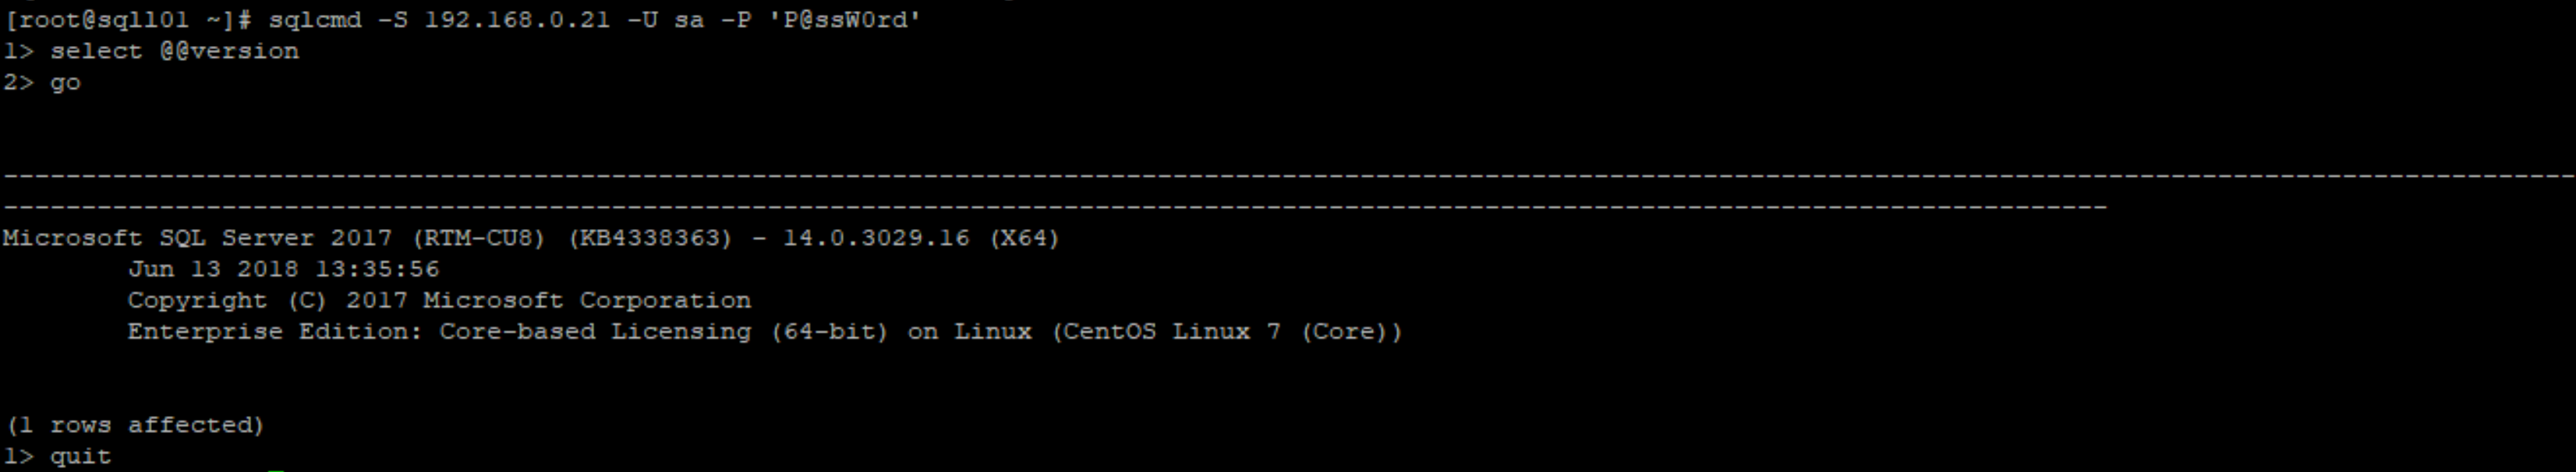 [root@sqll01 ~]# sqlcmd -S 192.168.0.21 -U sa -P 'P@ssW0rd'
1> select @@version
2> go
--------------------------------------------------------------------------------------------------------------------------------------------------------------------
---------------------------------------------------------------------------------------------------------------------------------------
Microsoft SQL Server 2017 (RTM-CU8) (KB4338363) - 14.0.3029.16 (X64)
        Jun 13 2018 13:35:56
        Copyright (C) 2017 Microsoft Corporation
        Enterprise Edition: Core-based Licensing (64-bit) on Linux (CentOS Linux 7 (Core))
(1 rows affected)
1> quit